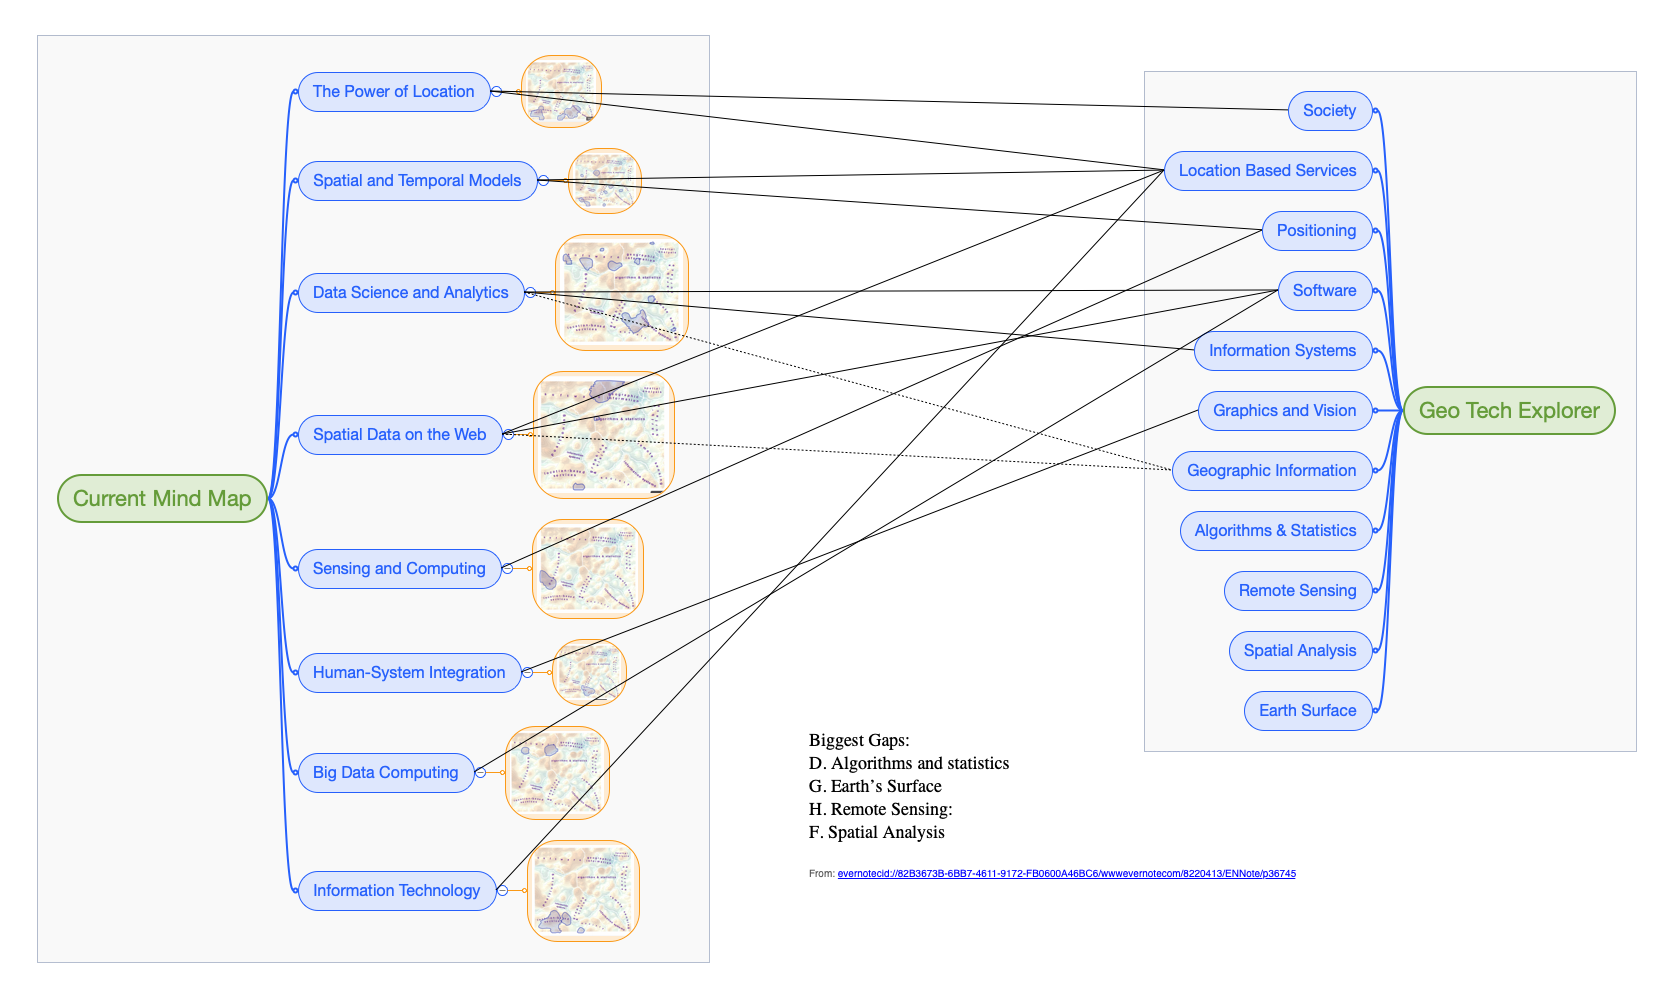 Current Mind Map
The Power of Location
Spatial and Temporal Models
Data Science and Analytics
Spatial Data on the Web
Sensing and Computing
Human-System Integration
Big Data Computing
Information Technology
Society
Location Based Services
Positioning
Software
Information Systems
Graphics and Vision
Geographic Information
Algorithms & Statistics
Remote Sensing
Spatial Analysis
Earth Surface
Geo Tech Explorer
Biggest Gaps:
D. Algorithms and statistics
G. Earth’s Surface
H. Remote Sensing:
F. Spatial Analysis
From: evernotecid://82B3673B-6BB7-4611-9172-FB0600A46BC6/wwwevernotecom/8220413/ENNote/p36745